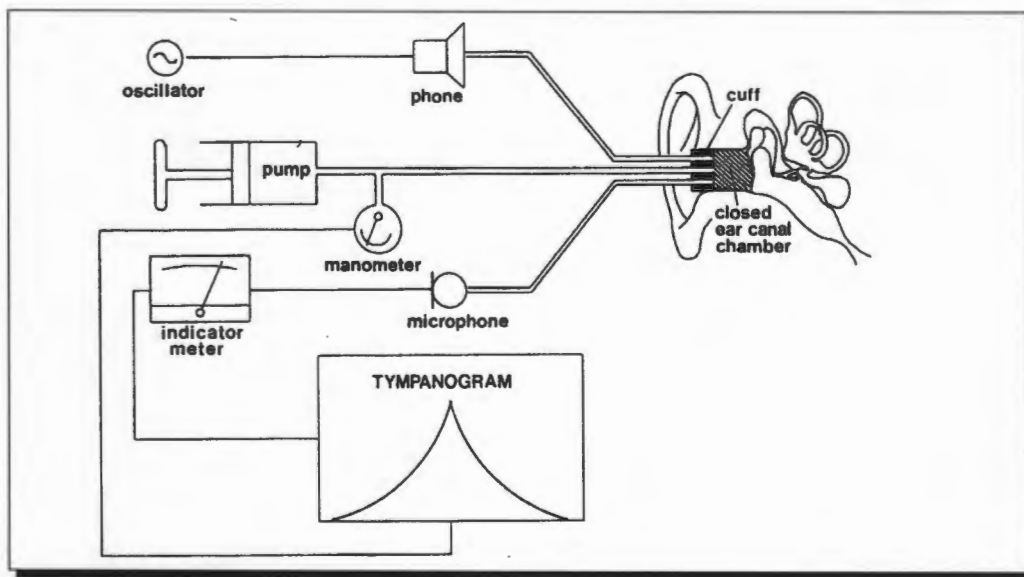 oscillator
phone
cuff
pump
closed
ear canal
chamber
manometer
microphone
indicator
meter
TYMPANOGRAM